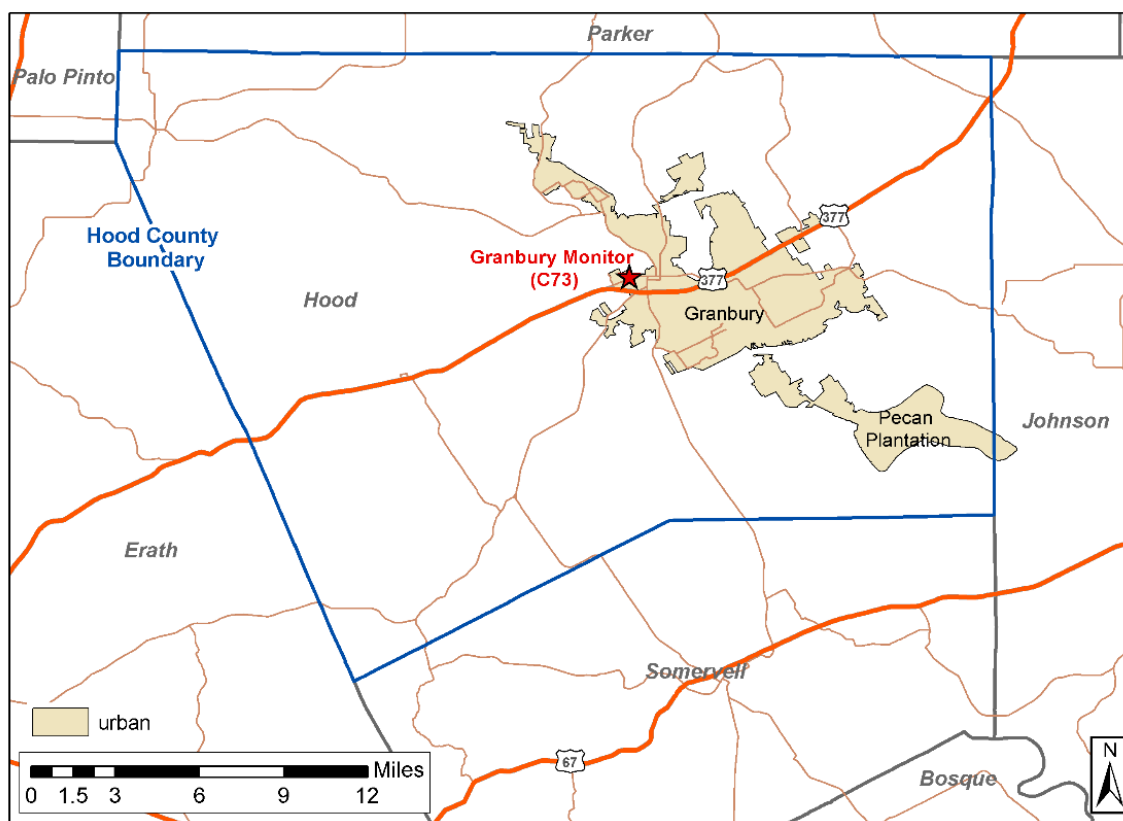 Parker
Palo Pinto
377
Hood County
Boundary
Granbury Monitor
(C73)
377
Hood
Granbury
Pecan
Plantation
Johnson
Erath
Somervell
urban
Miles
0 1.5 3 6 9 12
67
Bosque
N